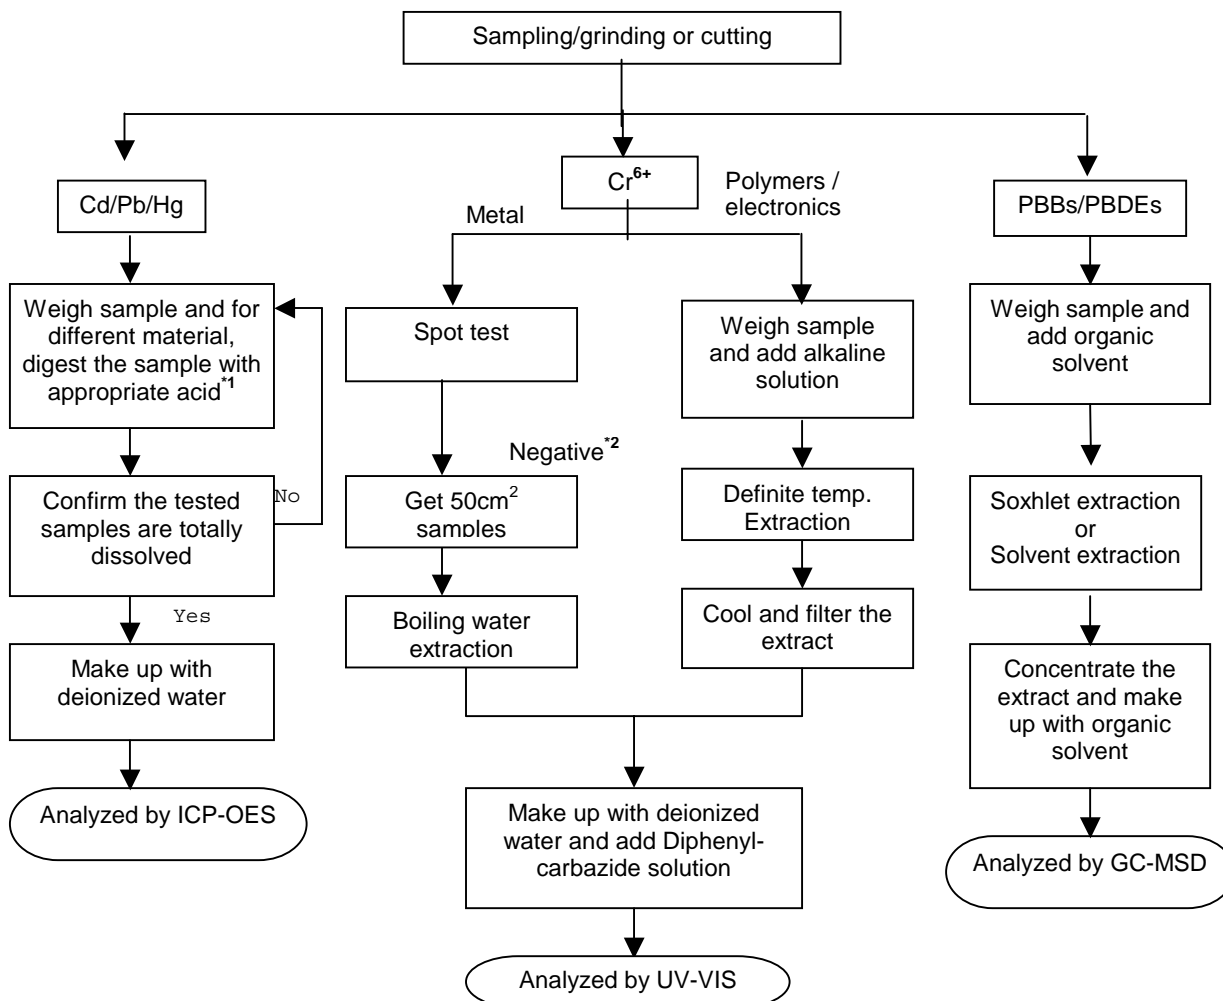 Sampling/grinding or cutting
Cd/Pb/Hg
Weigh sample and for
different material,
digest the sample with
appropriate acid*1
Confirm the tested
samples are totally
dissolved
No
Yes
Make up with
deionized water
Analyzed by ICP-OES
Cr6+
Metal
Polymers /
electronics
Spot test
Negative*2
Get 50cm2
samples
Boiling water
extraction
Weigh sample
and add alkaline
solution
Definite temp.
Extraction
Cool and filter the
extract
Make up with deionized
water and add Diphenyl-
carbazide solution
Analyzed by UV-VIS
PBBs/PBDEs
Weigh sample and
add organic
solvent
Soxhlet extraction
or
Solvent extraction
Concentrate the
extract and make
up with organic
solvent
Analyzed by GC-MSD